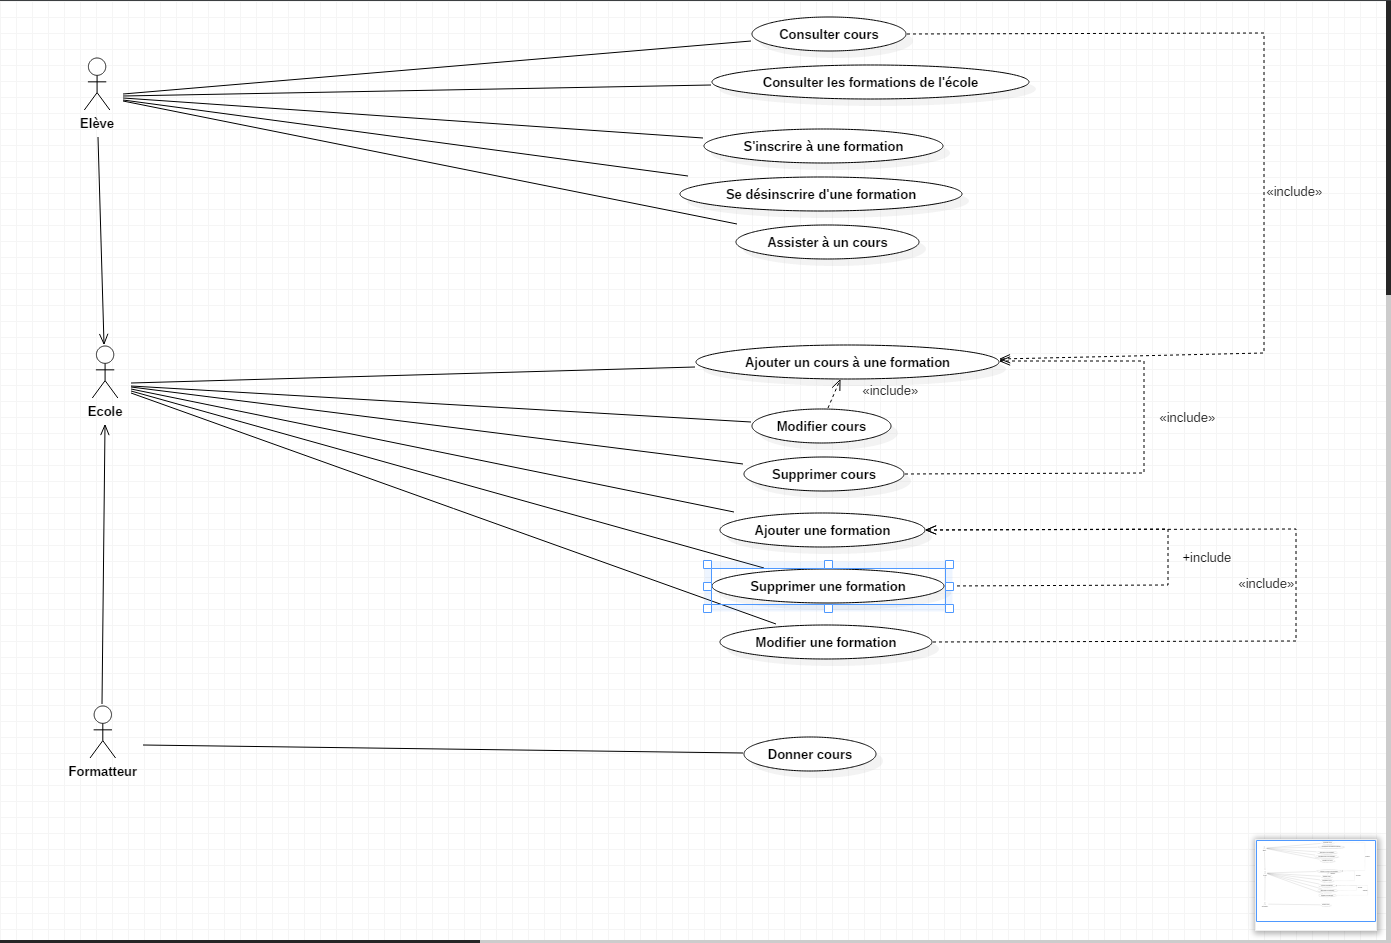 Consulter cours
Consulter les formations de l'école
Elève
S'inscrire à une formation
Se désinscrire d'une formation
«include»
Assister à un cours
Ajouter un cours à une formation
«include»
Ecole
Modifier cours
«include»
Supprimer cours
Ajouter une formation
+include
Supprimer une formation
«include»
Modifier une formation
Donner cours
Formatteur